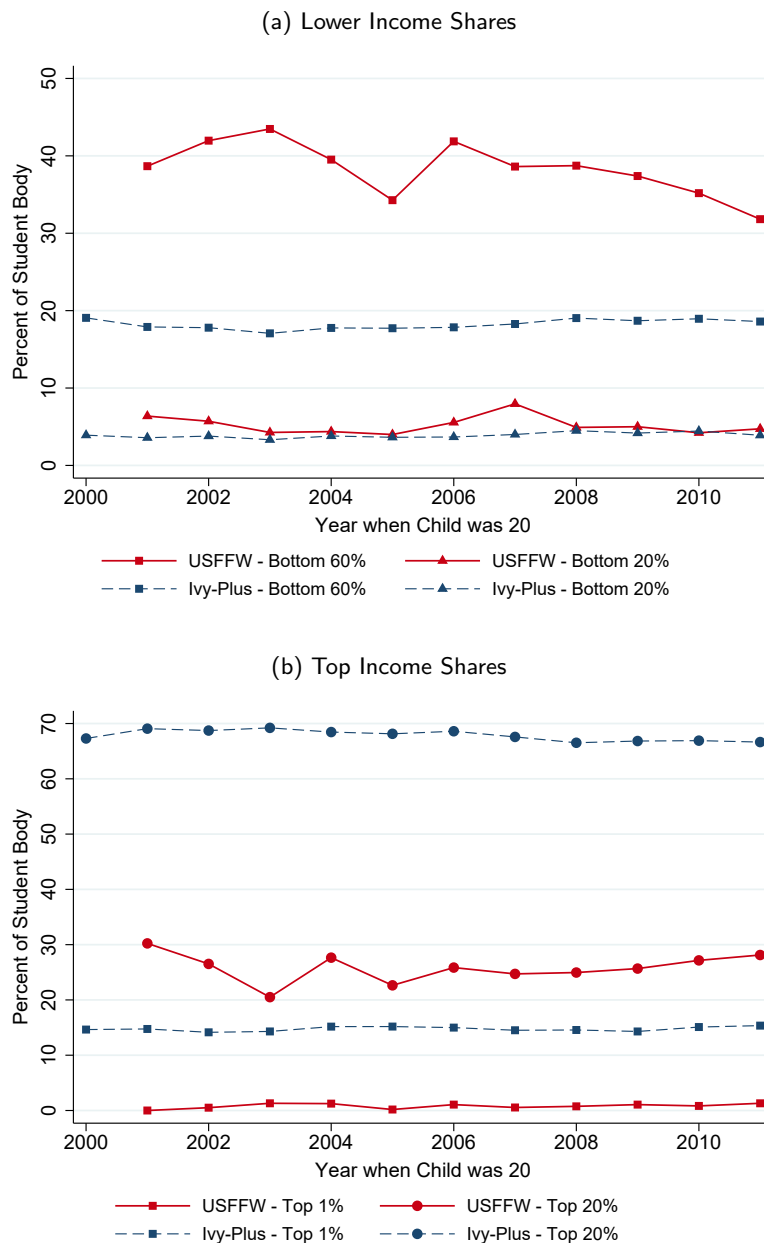 (a) Lower Income Shares
50
40
30
20
10
0
Percent of Student Body
2000 2002 2004 2006 2008 2010
Year when Child was 20
USFFW - Bottom 60% USFFW - Bottom 20%
Ivy-Plus - Bottom 60% Ivy-Plus - Bottom 20%
(b) Top Income Shares
70
60
50
40
30
20
10
0
Percent of Student Body
2000 2002 2004 2006 2008 2010
Year when Child was 20
USFFW - Top 1% USFFW - Top 20%
Ivy-Plus - Top 1% Ivy-Plus - Top 20%